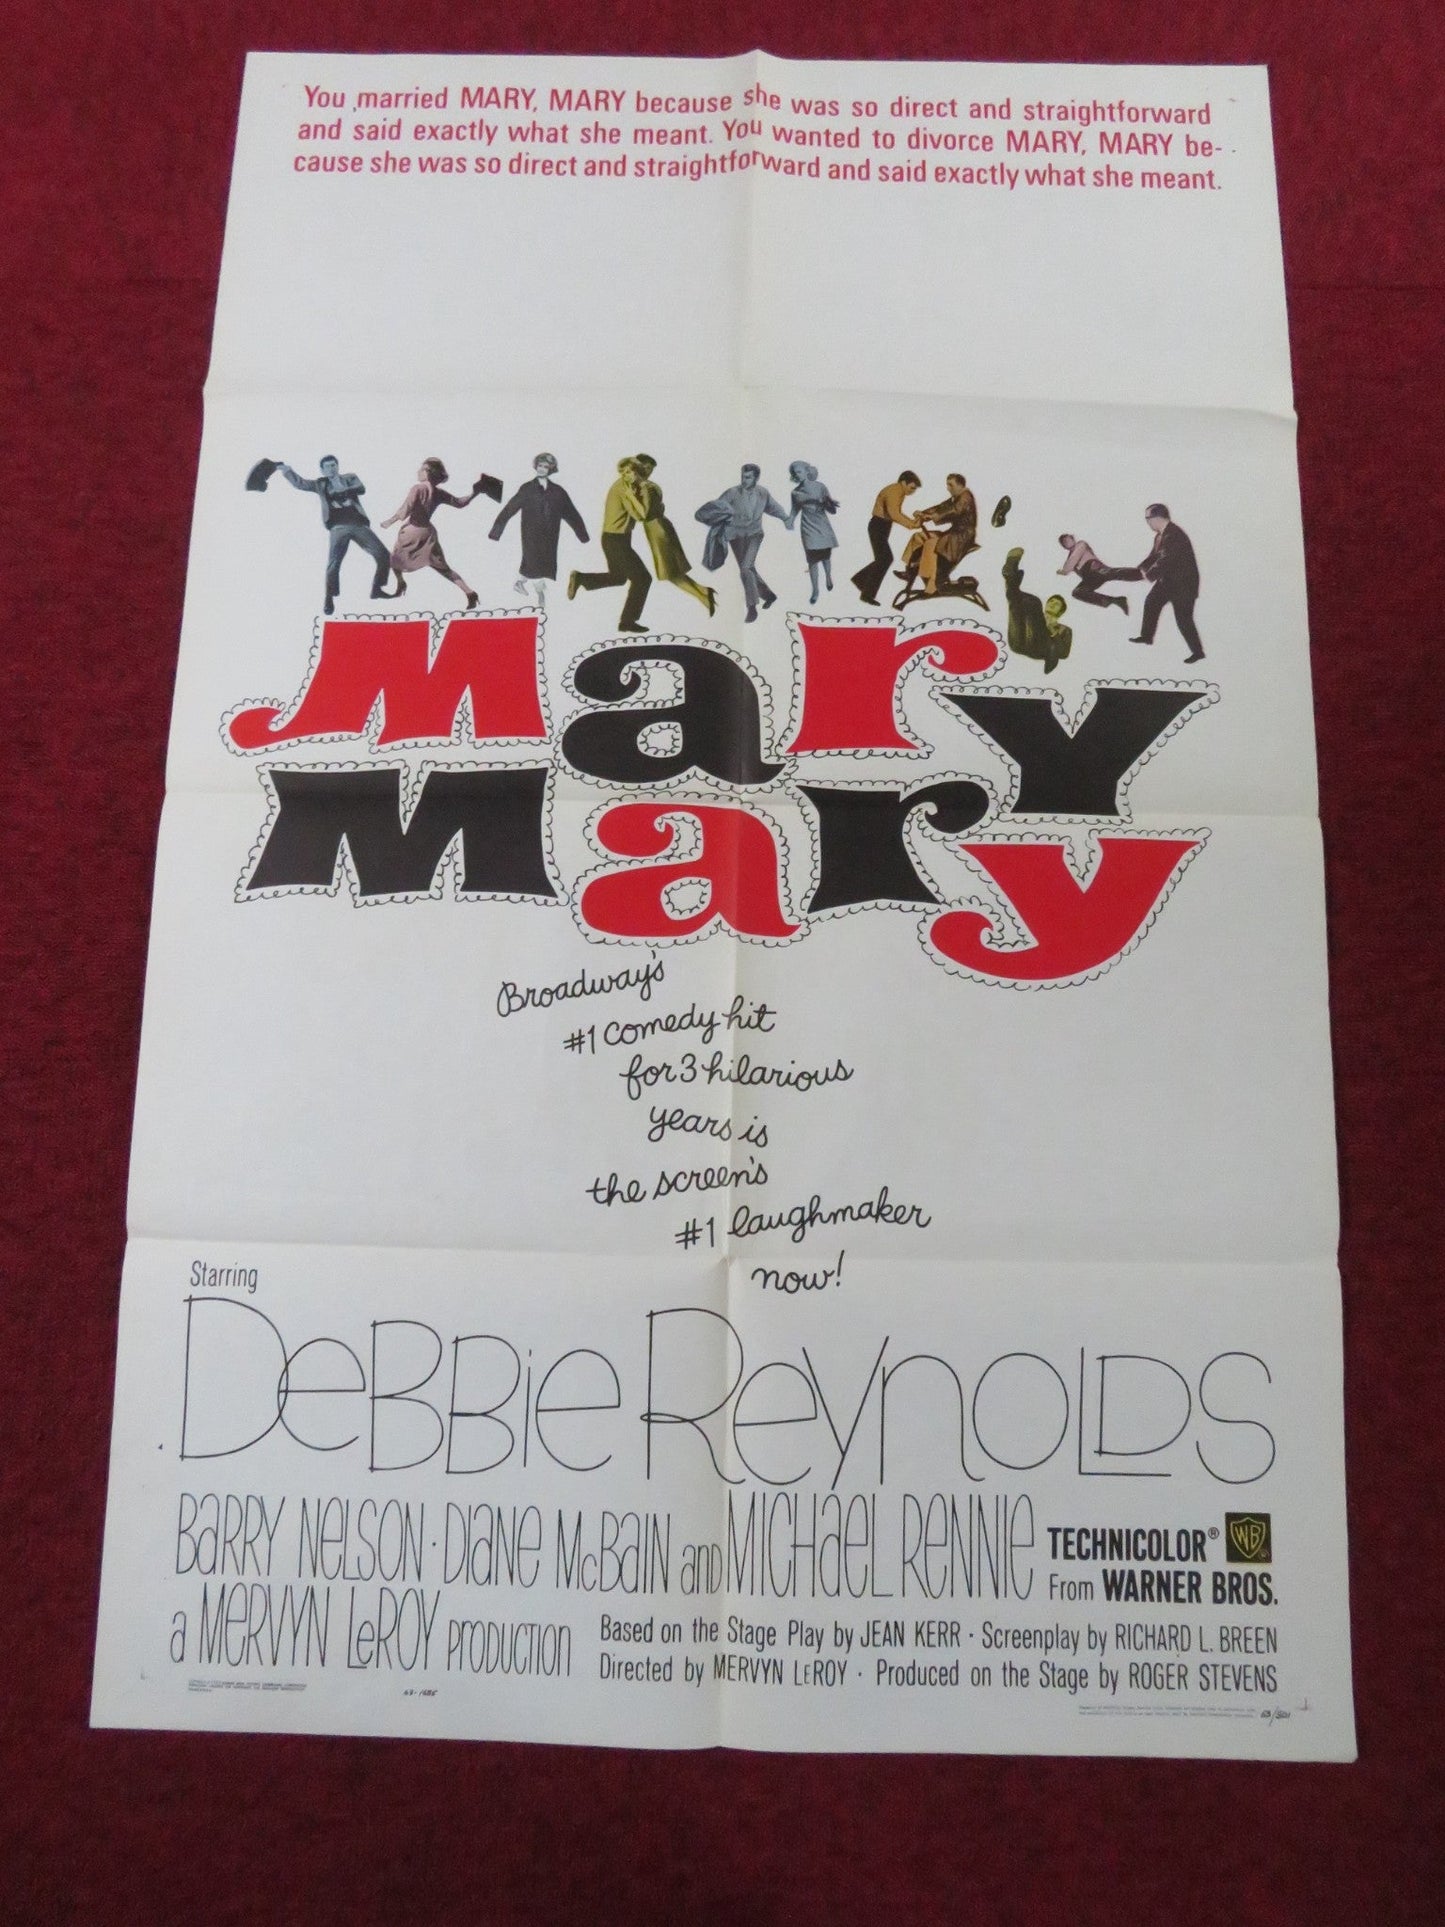 You married MARY, MARY because she was so direct and straightforward
and said exactly what she meant. You wanted to divorce MARY, MARY be-
cause she was so direct and straightforward and said exactly what she meant.
Mary
Mary
Broadway's
#1 comedy hit
for 3 hilarious
years is
the screen's
#1 laughmaker
now!
Starring
DeBBie ReynOLDS
BaRRY NelSON · DIaNe McBaIN anD MICHael ReNNIe
TECHNICOLOR® WB
From WARNER BROS.
a MeRVYN LeROY PRODUCTION
Based on the Stage Play by JEAN KERR · Screenplay by RICHARD L. BREEN
Directed by MERVYN LeROY · Produced on the Stage by ROGER STEVENS
63/321